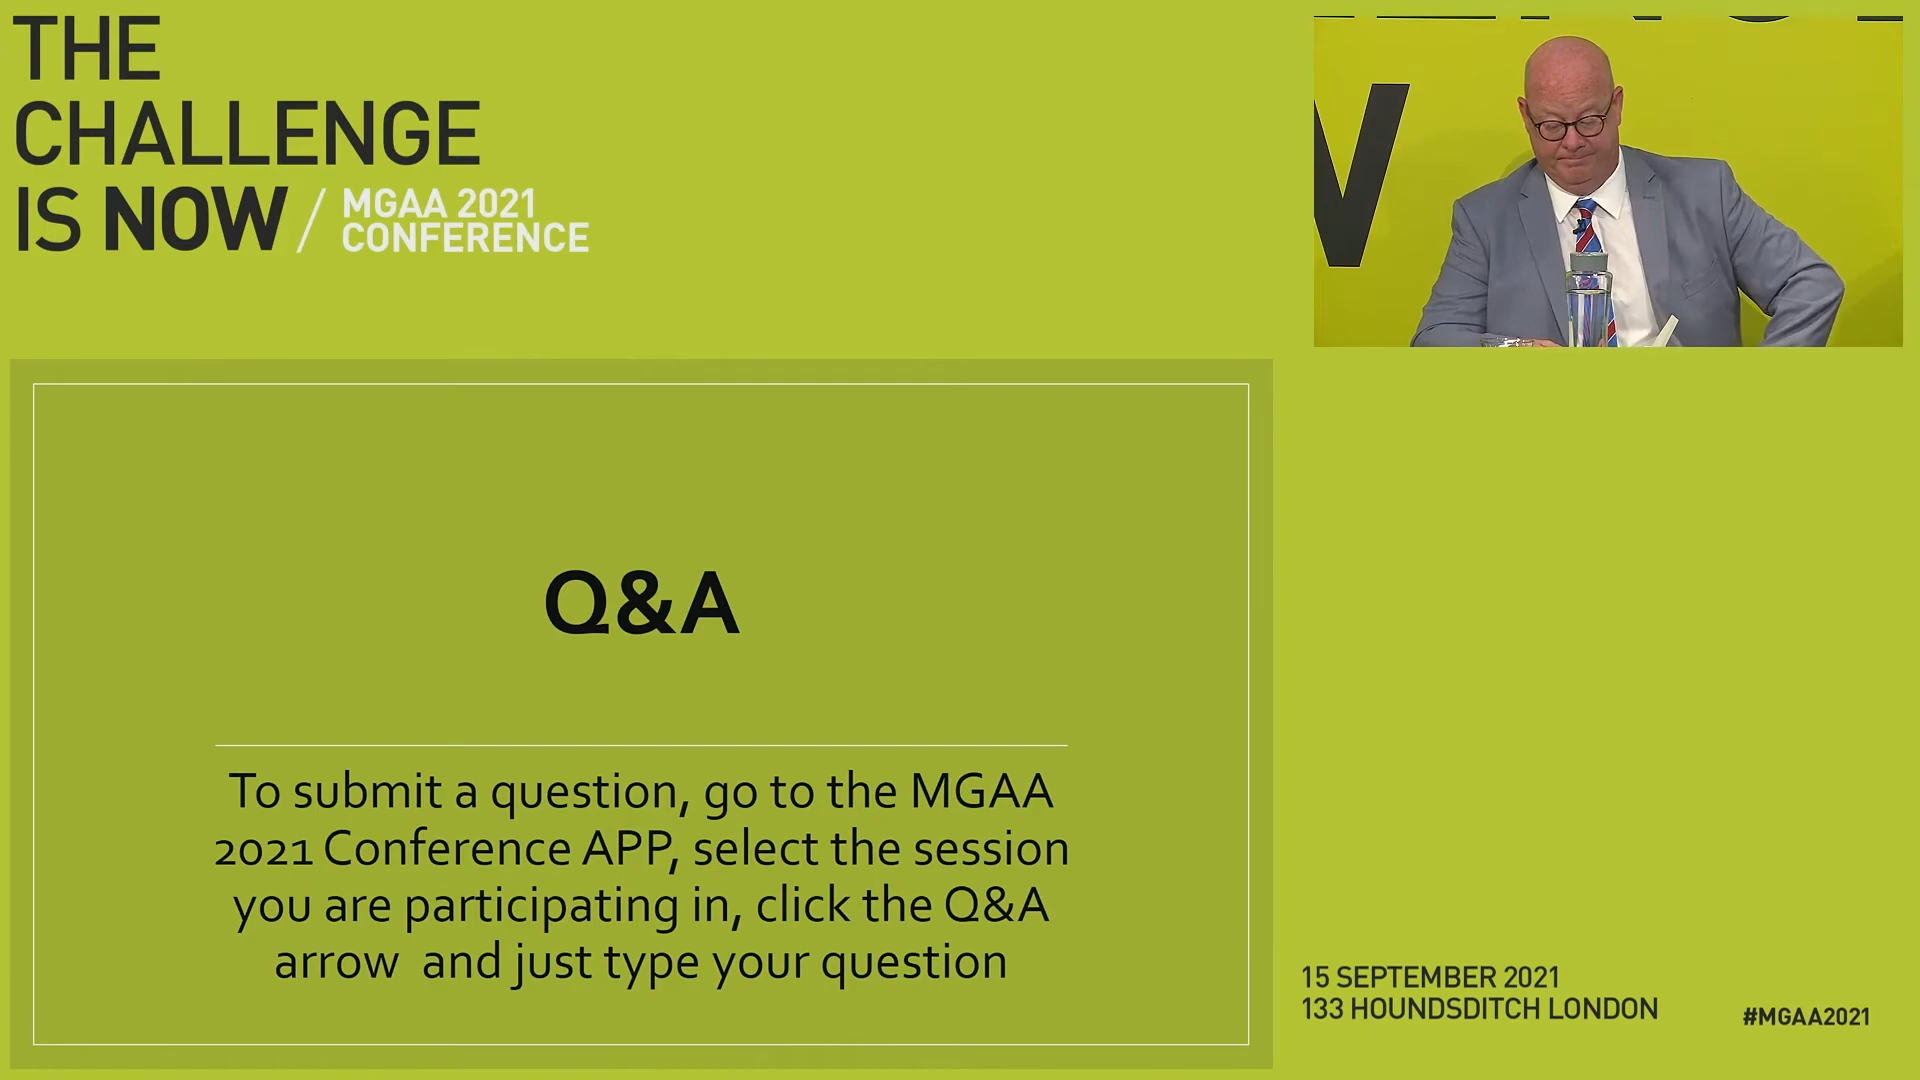 THE
CHALLENGE
IS NOW / MGAA 2021
CONFERENCE
W
Q&A
To submit a question, go to the MGAA
2021 Conference APP, select the session
you are participating in, click the Q&A
arrow and just type your question
15 SEPTEMBER 2021
133 HOUNDSDITCH LONDON
#MGAA2021